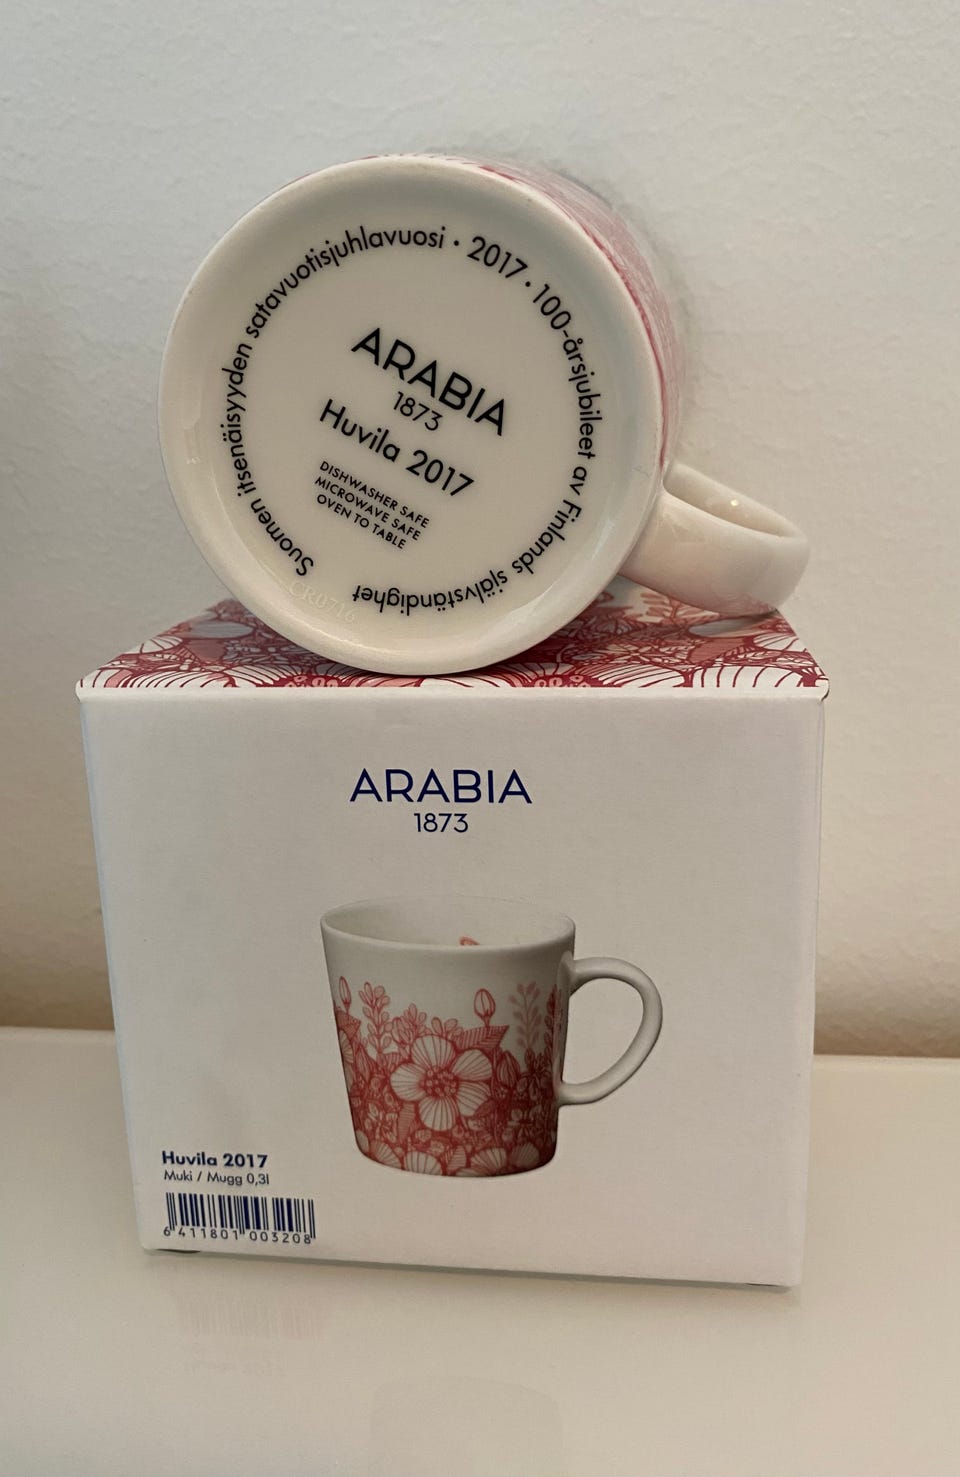 Suomen itsenäisyyden satavuotisjuhlavuosi · 2017 · 100-årsjubileet av Finlands självständighet
ARABIA
1873
Huvila 2017
DISHWASHER SAFE
MICROWAVE SAFE
OVEN TO TABLE
CR0716
ARABIA
1873
Huvila 2017
Muki / Mugg 0,3l
6 411801 003208